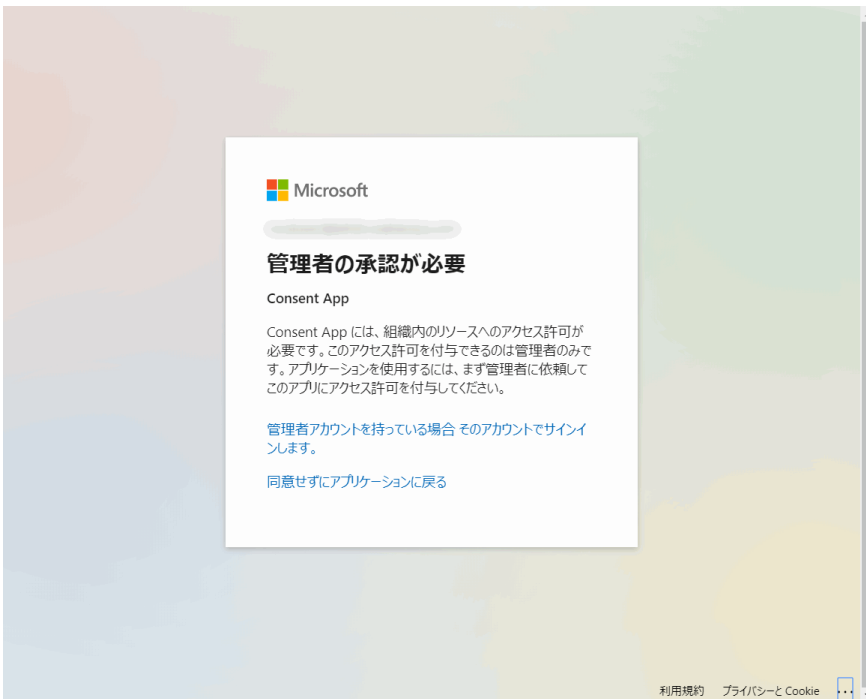 Microsoft
管理者の承認が必要
Consent App
Consent App には、組織内のリソースへのアクセス許可が
必要です。このアクセス許可を付与できるのは管理者のみで
す。アプリケーションを使用するには、まず管理者に依頼して
このアプリにアクセス許可を付与してください。
管理者アカウントを持っている場合 そのアカウントでサインイ
ンします。
同意せずにアプリケーションに戻る
利用規約 プライバシーと Cookie ...